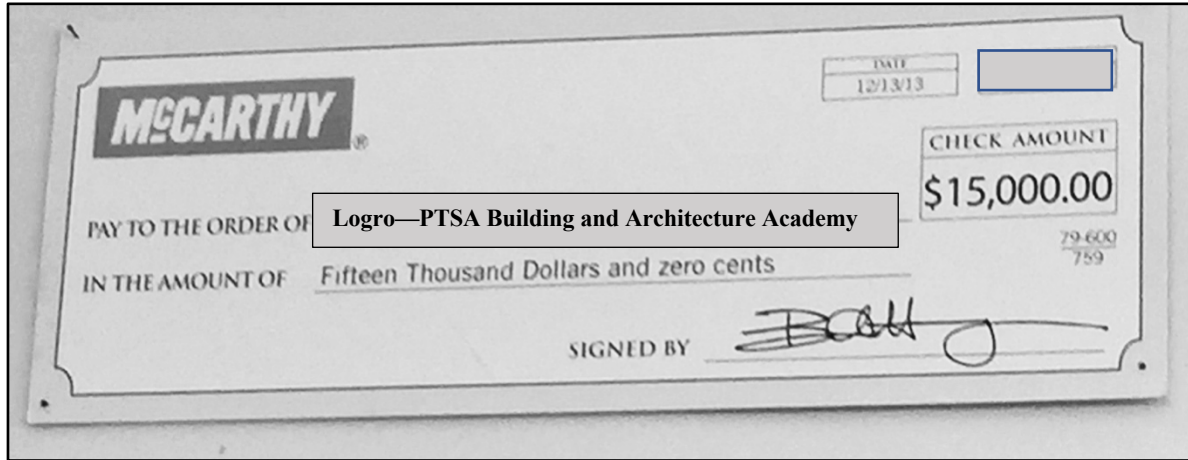 DATE
12/13/13
McCARTHY®
CHECK AMOUNT
$15,000.00
PAY TO THE ORDER OF Logro—PTSA Building and Architecture Academy
79-600
759
IN THE AMOUNT OF Fifteen Thousand Dollars and zero cents
SIGNED BY